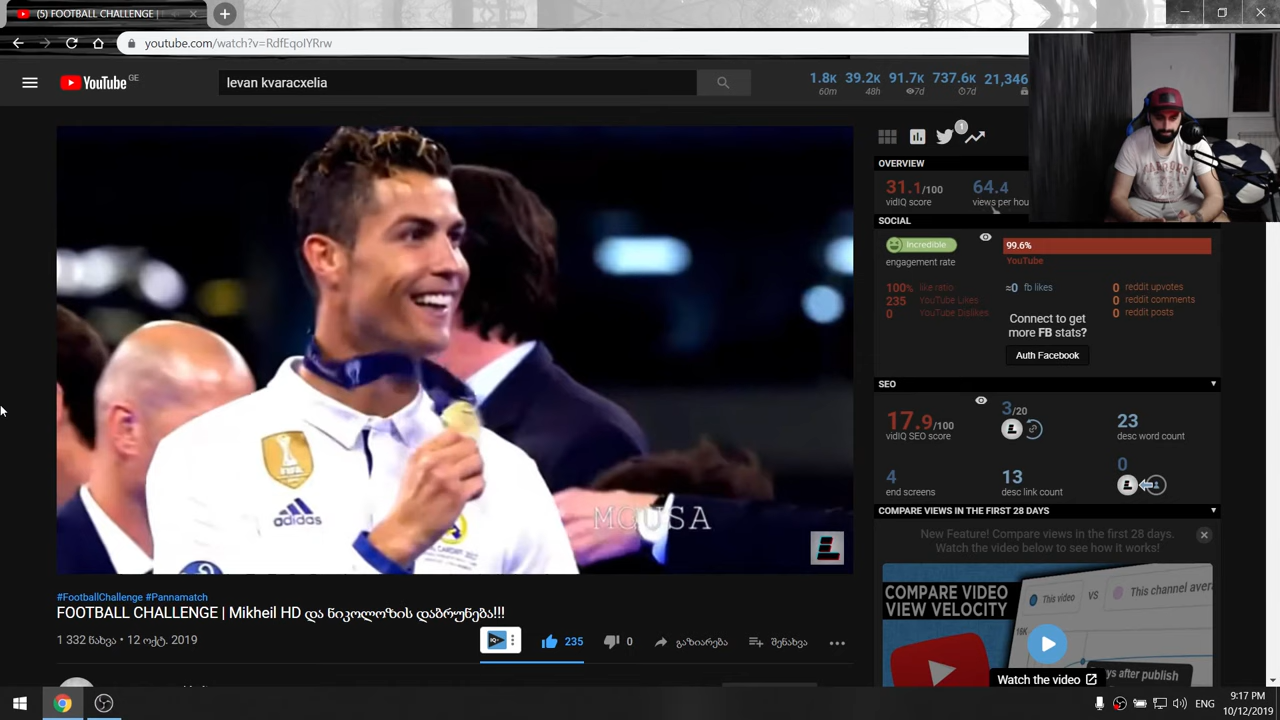 (5) FOOTBALL CHALLENGE |
youtube.com/watch?v=RdfEqoIYRrw
YouTube GE
levan kvaracxelia
1.8K 39.2K 91.7K 737.6K 21,346
60m 48h 7d 7d
1
OVERVIEW
31.1/100
vidIQ score
64.4
views per hou
SOCIAL
Incredible
engagement rate
99.6%
YouTube
100% like ratio
235 YouTube Likes
0 YouTube Dislikes
≈0 fb likes
0 reddit upvotes
0 reddit comments
0 reddit posts
Connect to get
more FB stats?
Auth Facebook
SEO
17.9/100
vidIQ SEO score
3/20
23
desc word count
4
end screens
13
desc link count
0
COMPARE VIEWS IN THE FIRST 28 DAYS
New Feature! Compare views in the first 28 days.
Watch the video below to see how it works!
COMPARE VIDEO
VIEW VELOCITY
This video
VS
This channel avera
16K
ays after publish
Watch the video
adidas
MOUSA
#FootballChallenge #Pannamatch
FOOTBALL CHALLENGE | Mikheil HD და ნიკოლოზის დაბრუნება!!!
1 332 ნახვა • 12 ოქტ. 2019
235
0
გაზიარება
შენახვა
ENG
9:17 PM
10/12/2019